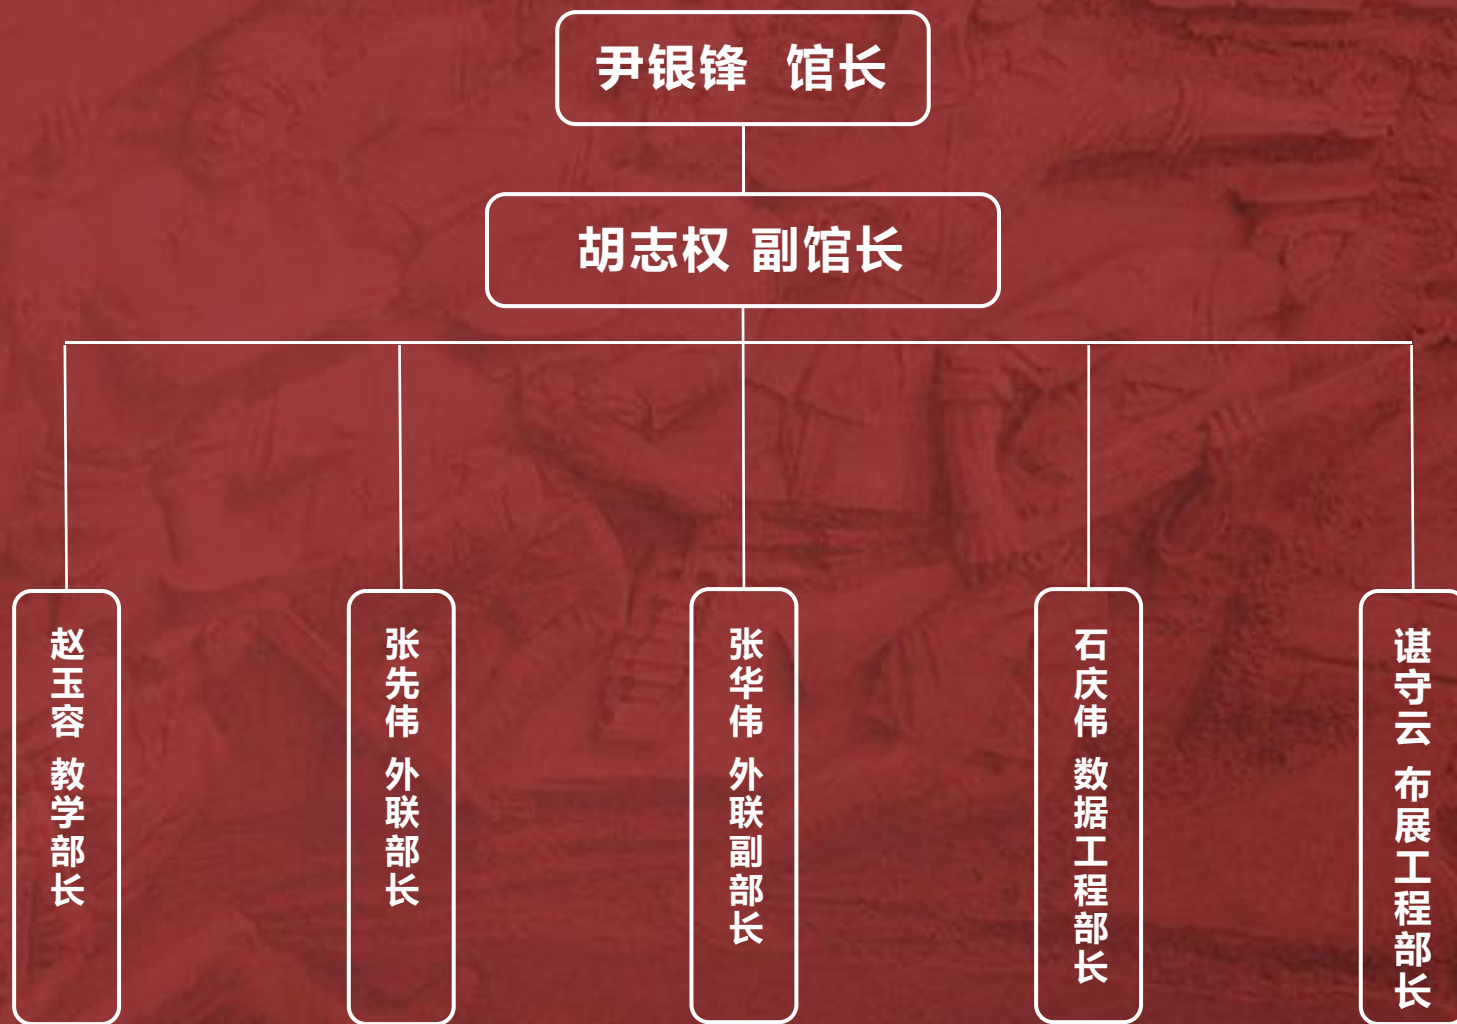 尹银锋 馆长
胡志权 副馆长
赵玉容 教学部长
张先伟 外联部长
张华伟 外联副部长
石庆伟 数据工程部长
谌守云 布展工程部长